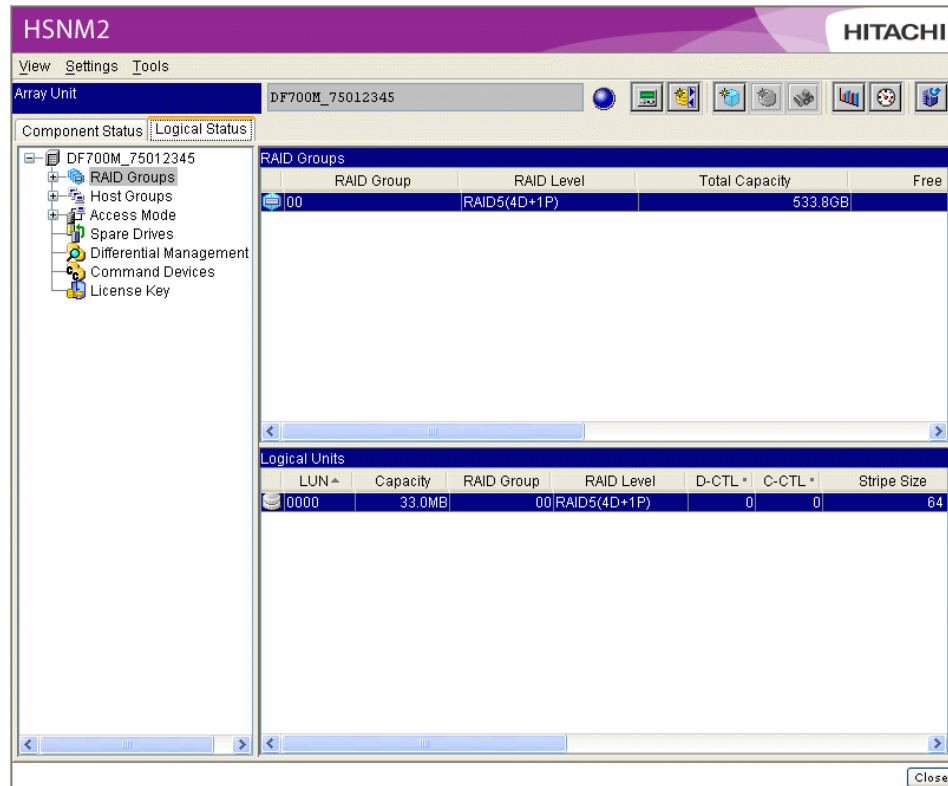 HSNM2
HITACHI
View Settings Tools
Array Unit
DF700M_75012345
Component Status Logical Status
DF700M_75012345
RAID Groups
Host Groups
Access Mode
Spare Drives
Differential Management
Command Devices
License Key
RAID Groups
RAID Group RAID Level Total Capacity Free
00 RAID5(4D+1P) 533.8GB
Logical Units
LUN Capacity RAID Group RAID Level D-CTL * C-CTL * Stripe Size
0000 33.0MB 00 RAID5(4D+1P) 0 0 64
Close